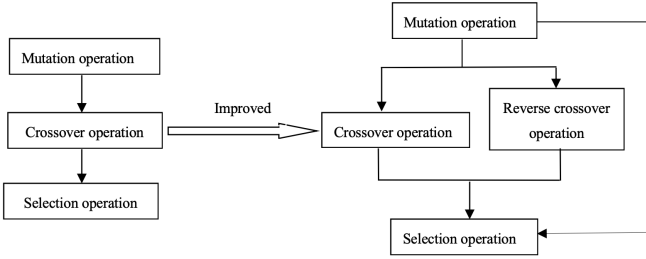 Mutation operation
Crossover operation
Selection operation
Improved
Mutation operation
Crossover operation
Reverse crossover
operation
Selection operation